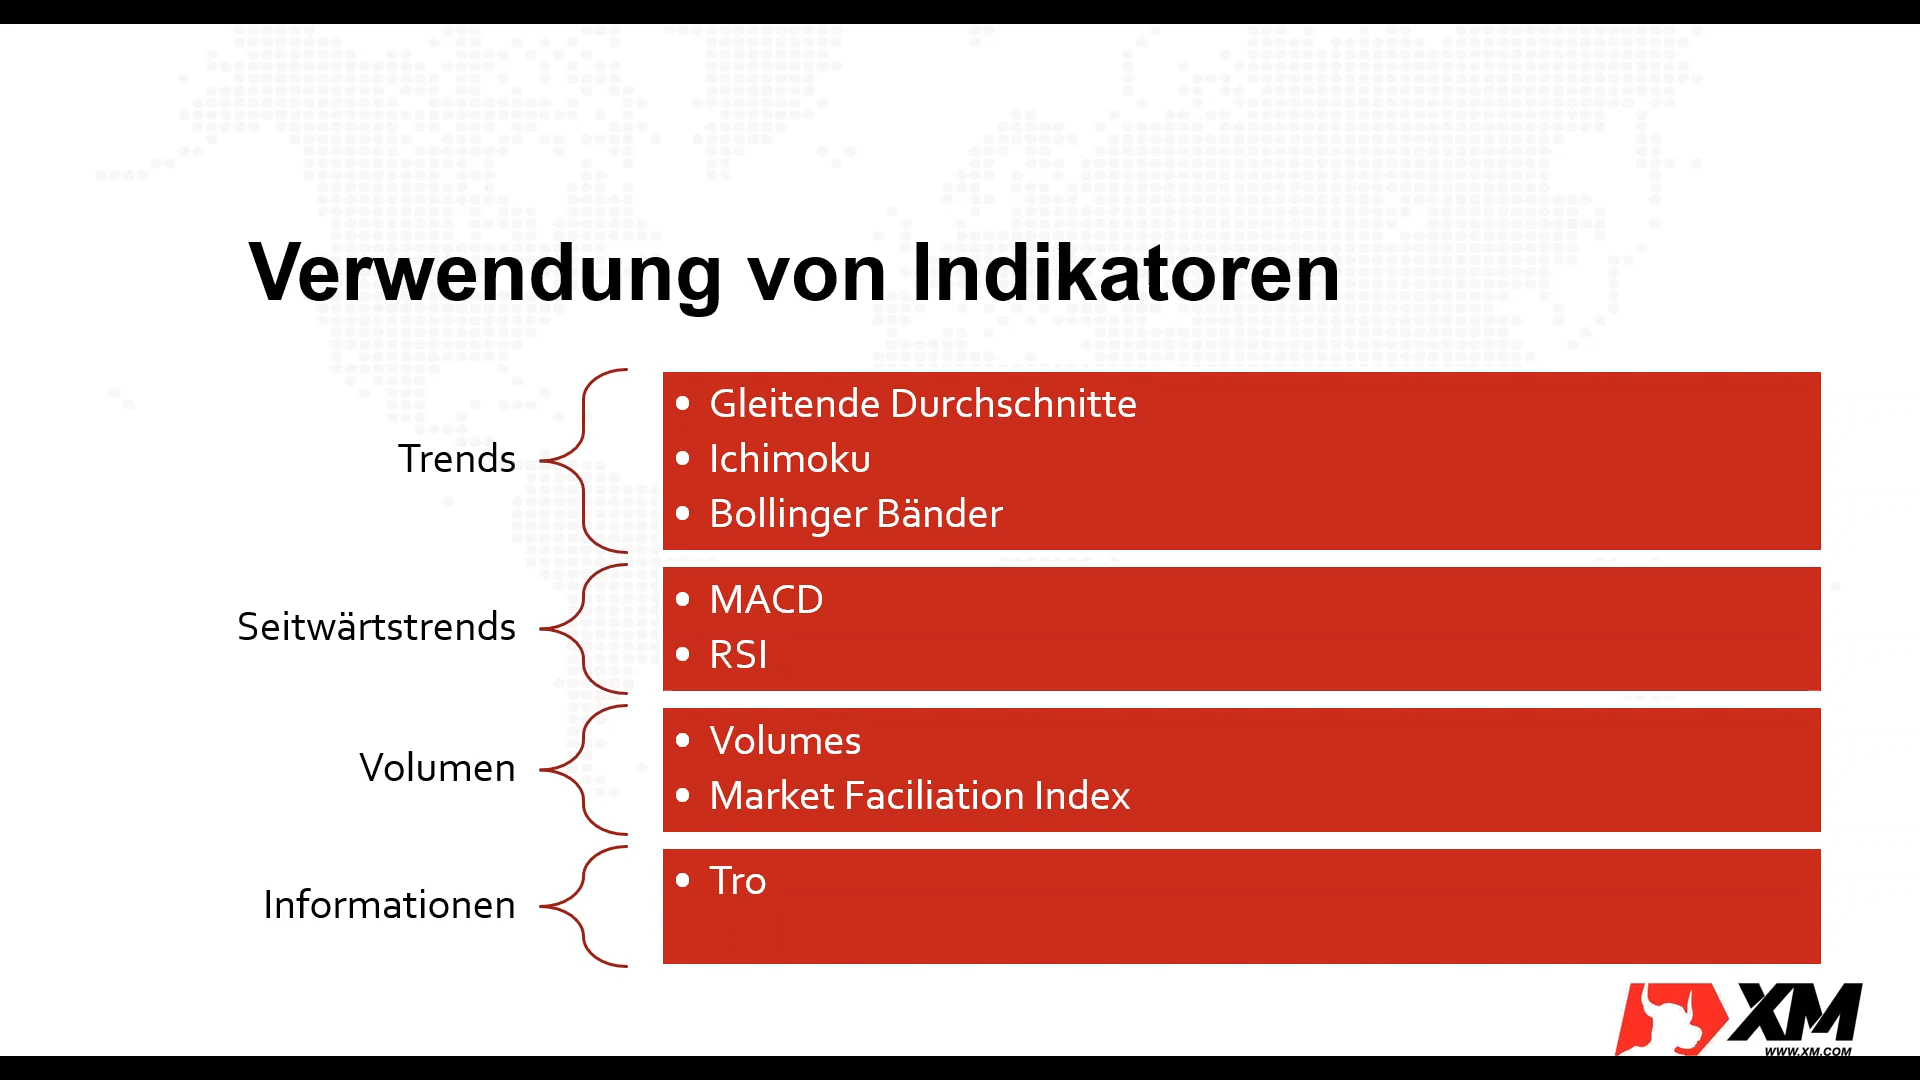 Verwendung von Indikatoren
Trends
• Gleitende Durchschnitte
• Ichimoku
• Bollinger Bänder
Seitwärtstrends
• MACD
• RSI
Volumen
• Volumes
• Market Faciliation Index
Informationen
• Tro
XM
WWW.XM.COM